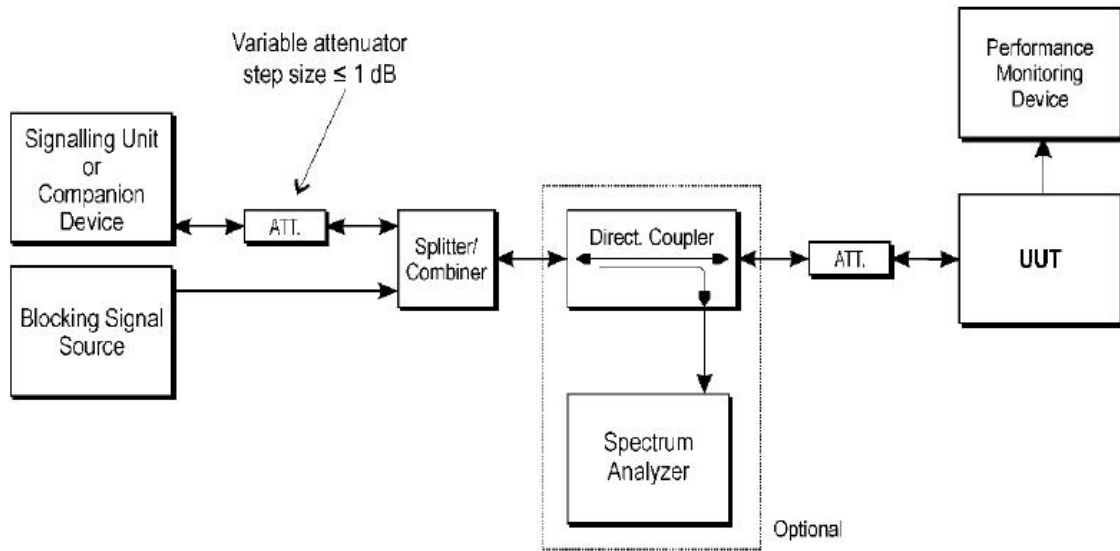 Variable attenuator
step size ≤ 1 dB
Performance
Monitoring
Device
Signalling Unit
or
Companion
Device
ATT.
Splitter/
Combiner
Direct. Coupler
ATT.
UUT
Blocking Signal
Source
Spectrum
Analyzer
Optional